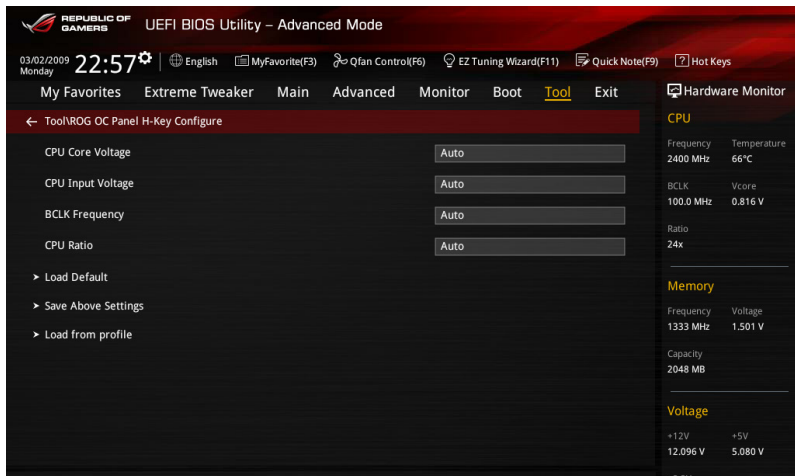 REPUBLIC OF
GAMERS
UEFI BIOS Utility – Advanced Mode
03/02/2009
Monday
22:57
English
MyFavorite(F3)
Qfan Control(F6)
EZ Tuning Wizard(F11)
Quick Note(F9)
? Hot Keys
My Favorites Extreme Tweaker Main Advanced Monitor Boot Tool Exit
← Tool\ROG OC Panel H-Key Configure
CPU Core Voltage Auto
CPU Input Voltage Auto
BCLK Frequency Auto
CPU Ratio Auto
> Load Default
> Save Above Settings
> Load from profile
Hardware Monitor
CPU
Frequency Temperature
2400 MHz 66°C
BCLK Vcore
100.0 MHz 0.816 V
Ratio
24x
Memory
Frequency Voltage
1333 MHz 1.501 V
Capacity
2048 MB
Voltage
+12V +5V
12.096 V 5.080 V